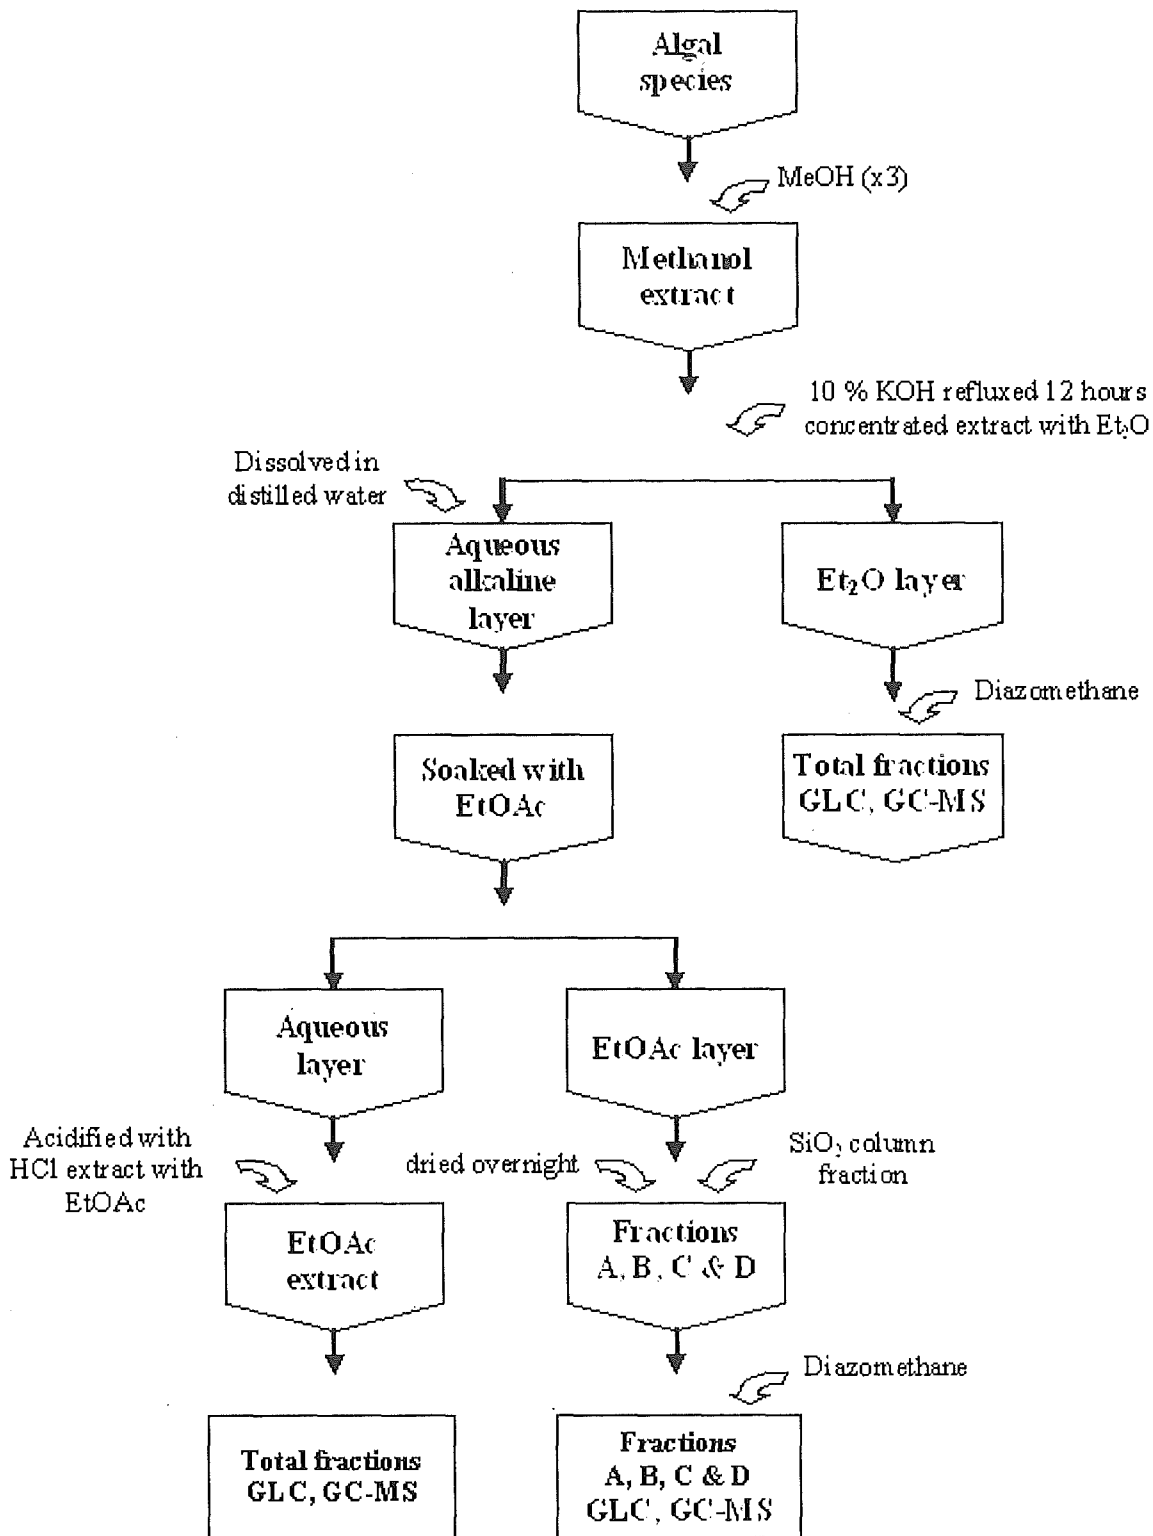 Algal
species
MeOH (x3)
Methanol
extract
10 % KOH refluxed 12 hours
concentrated extract with Et₂O
Dissolved in
distilled water
Aqueous
alkaline
layer
Et₂O layer
Diazomethane
Soaked with
EtOAc
Total fractions
GLC, GC-MS
Aqueous
layer
EtOAc layer
Acidified with
HCl extract with
EtOAc
dried overnight
SiO₂ column
fraction
EtOAc
extract
Fractions
A, B, C & D
Diazomethane
Total fractions
GLC, GC-MS
Fractions
A, B, C & D
GLC, GC-MS